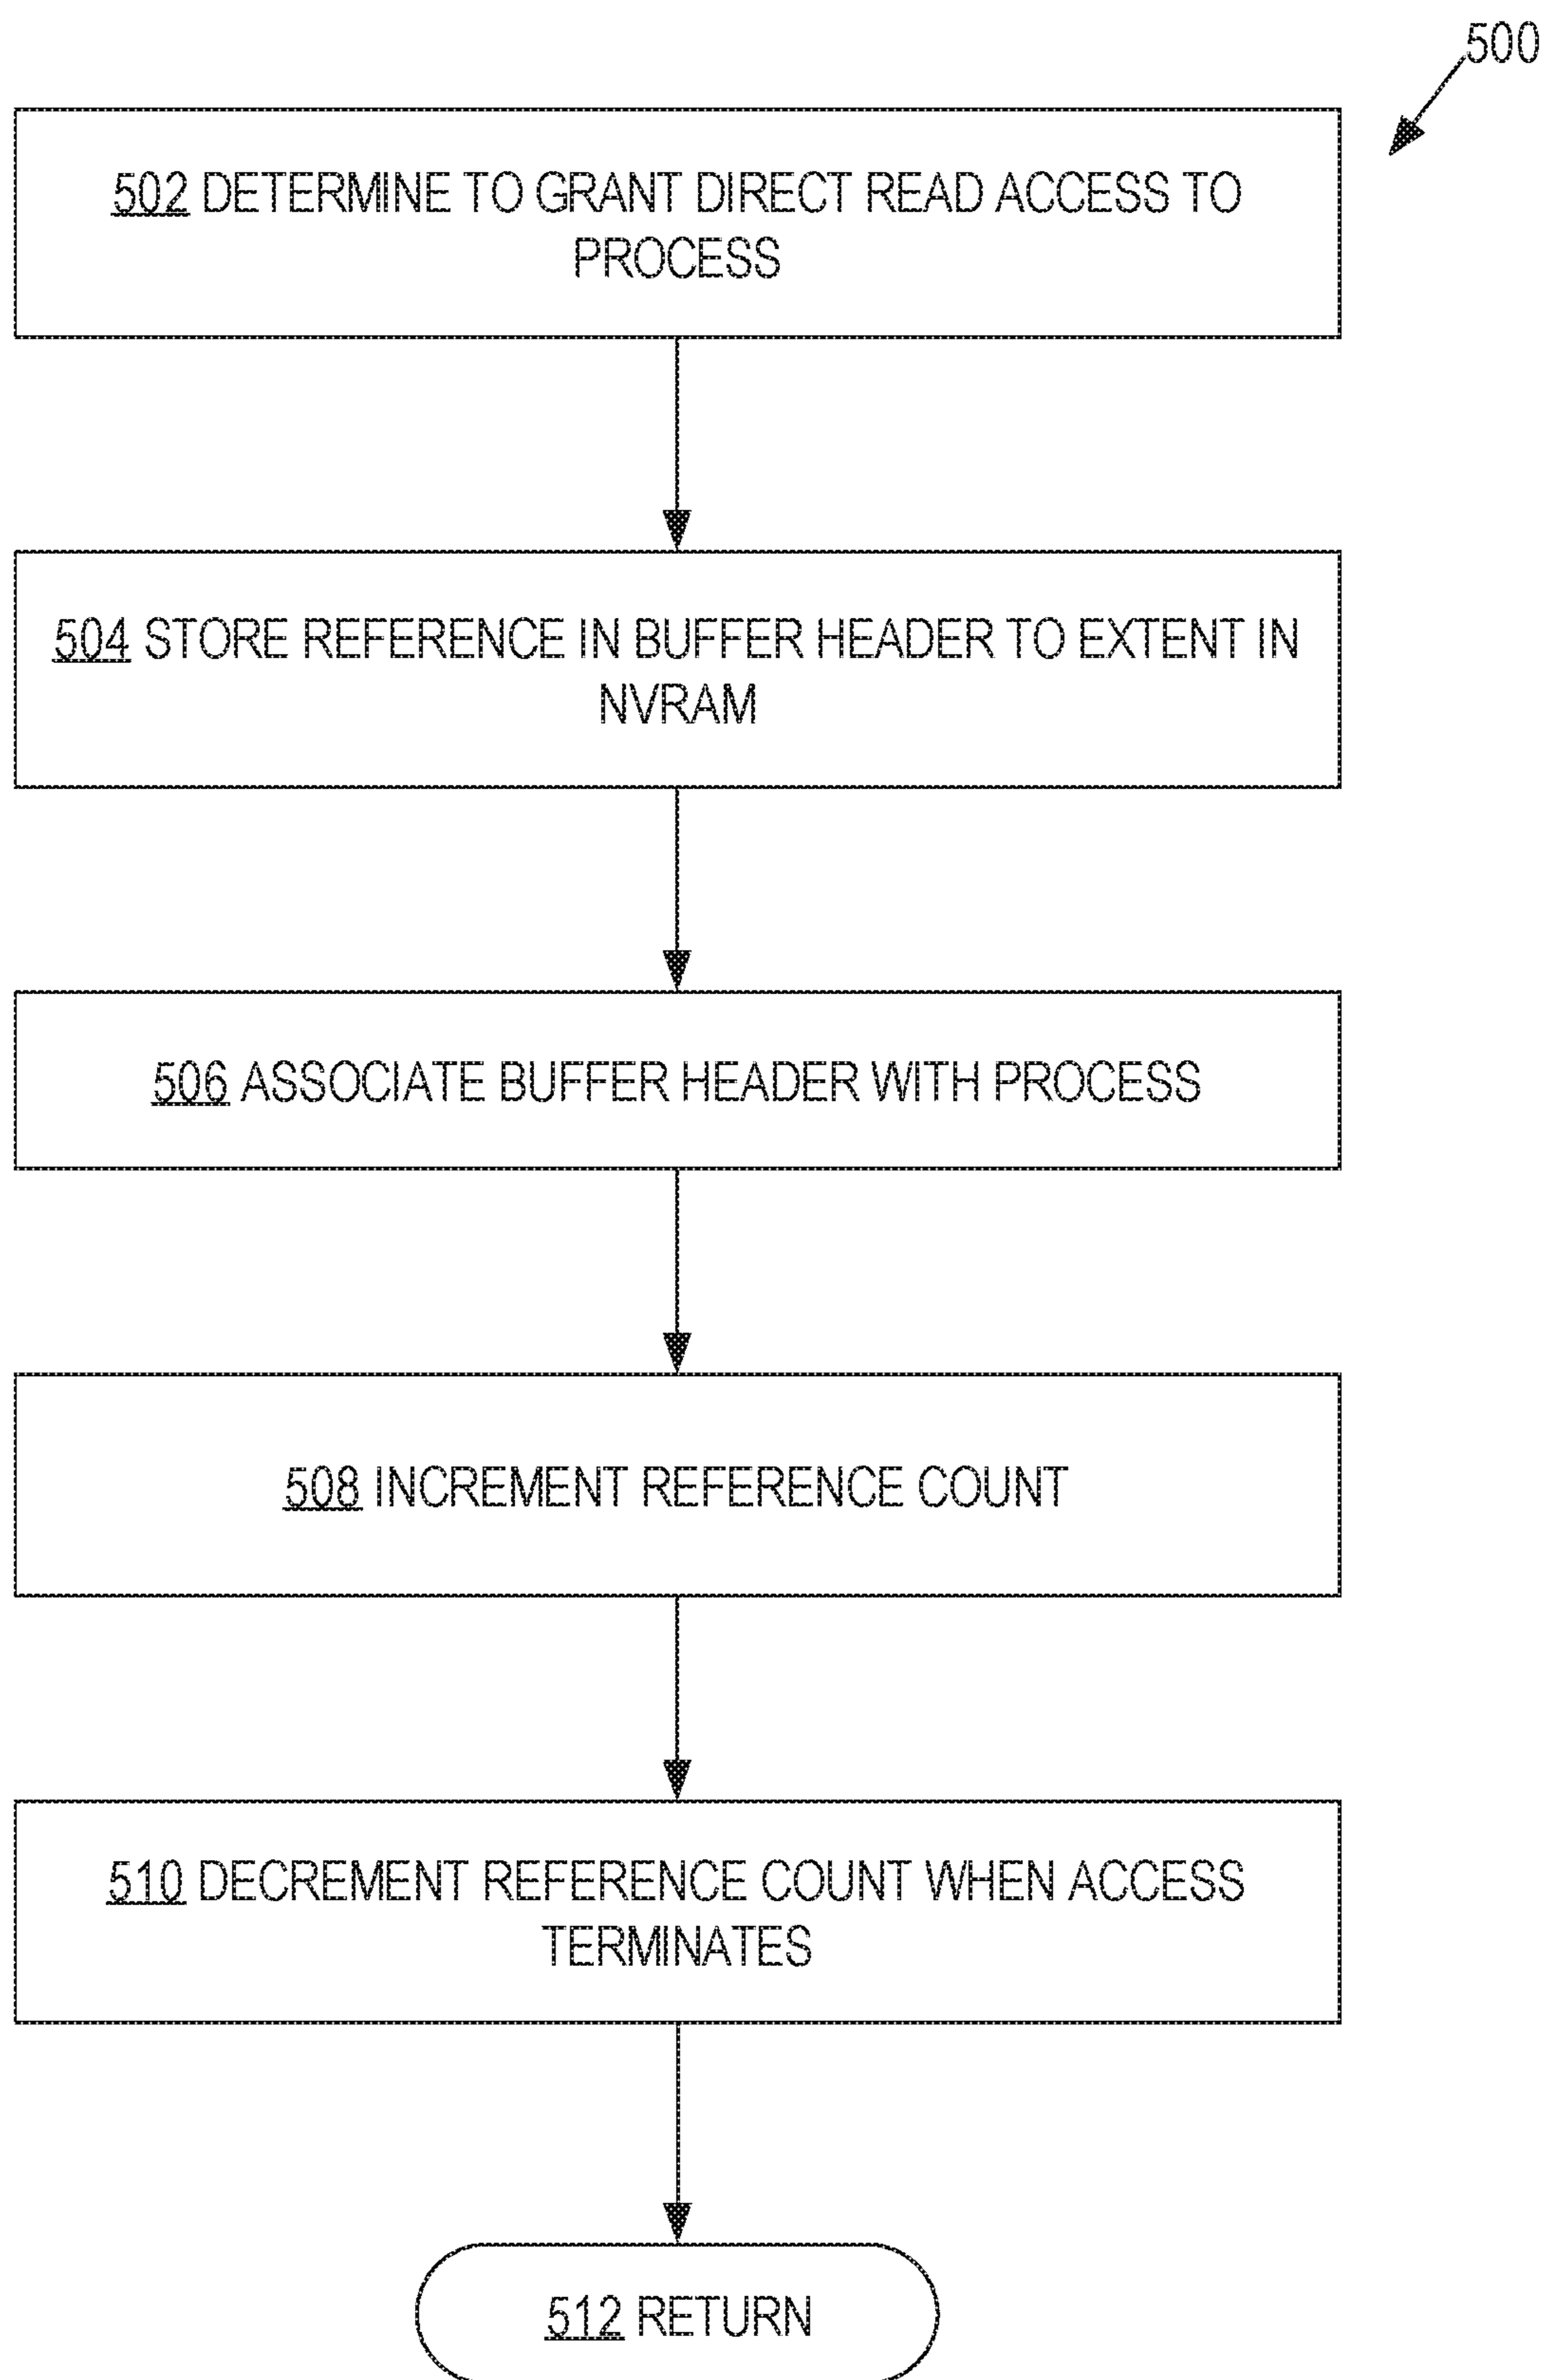 500
502 DETERMINE TO GRANT DIRECT READ ACCESS TO
PROCESS
504 STORE REFERENCE IN BUFFER HEADER TO EXTENT IN
NVRAM
506 ASSOCIATE BUFFER HEADER WITH PROCESS
508 INCREMENT REFERENCE COUNT
510 DECREMENT REFERENCE COUNT WHEN ACCESS
TERMINATES
512 RETURN